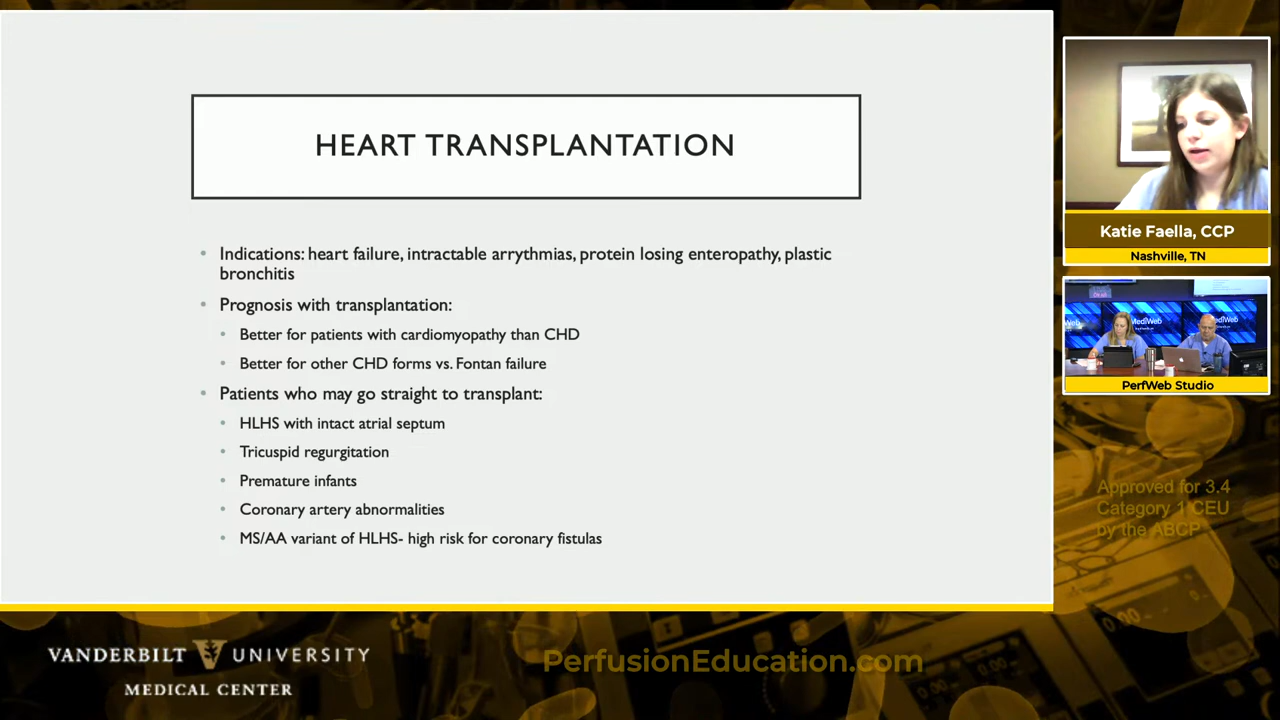 HEART TRANSPLANTATION
• Indications: heart failure, intractable arrythmias, protein losing enteropathy, plastic
bronchitis
• Prognosis with transplantation:
• Better for patients with cardiomyopathy than CHD
• Better for other CHD forms vs. Fontan failure
• Patients who may go straight to transplant:
• HLHS with intact atrial septum
• Tricuspid regurgitation
• Premature infants
• Coronary artery abnormalities
• MS/AA variant of HLHS- high risk for coronary fistulas
Katie Faella, CCP
Nashville, TN
MediWeb
PerfWeb Studio
Approved for 3.4
Category 1 CEU
by the ABCP
VANDERBILT UNIVERSITY
MEDICAL CENTER
PerfusionEducation.com